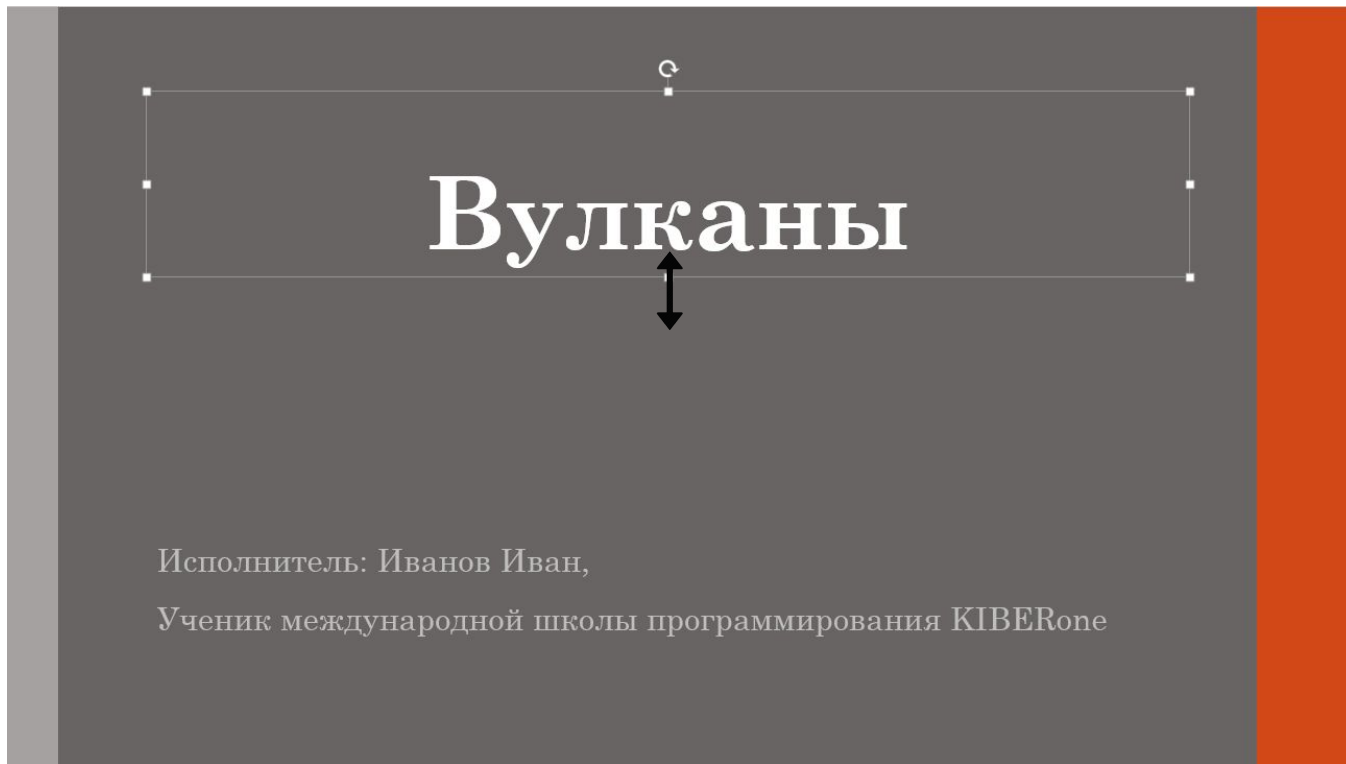 Вулканы
Исполнитель: Иванов Иван,
Ученик международной школы программирования KIBERone